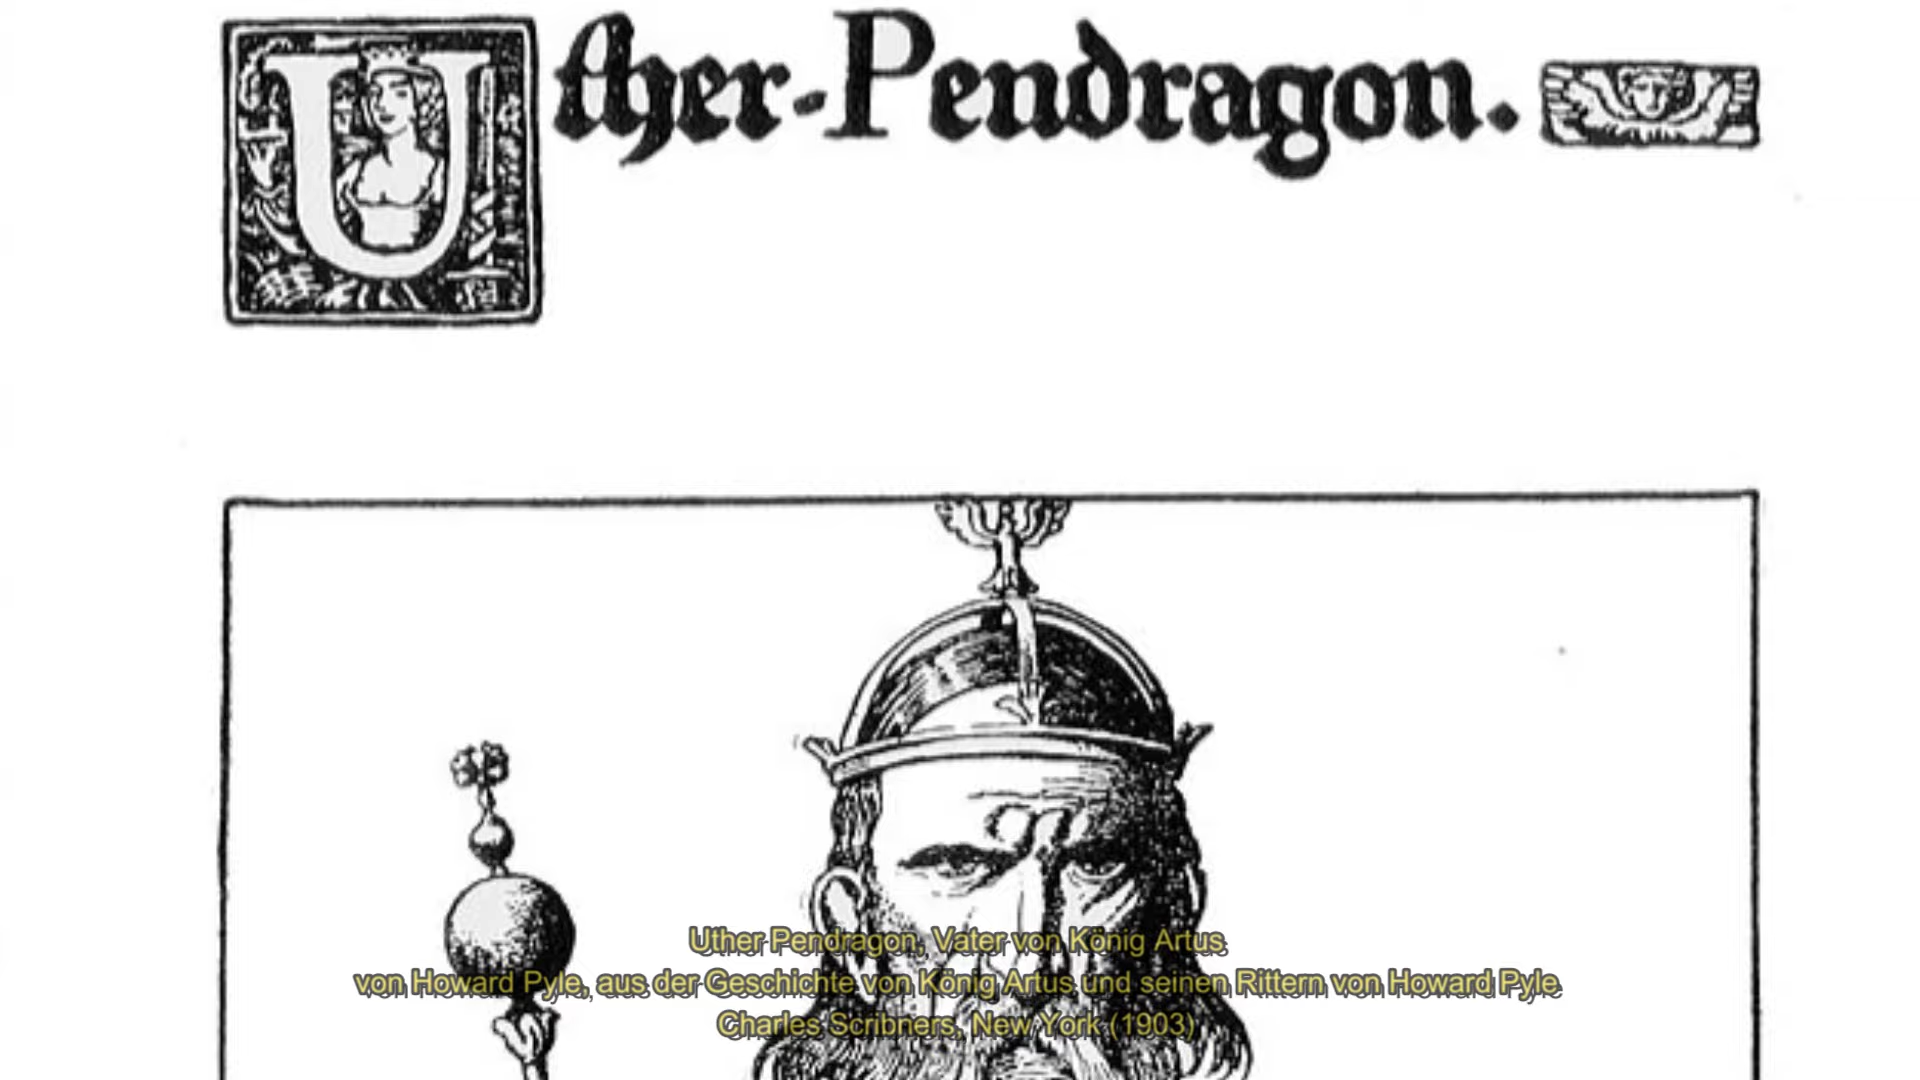 Uther-Pendragon.
Uther Pendragon, Vater von König Artus
von Howard Pyle, aus der Geschichte von König Artus und seinen Rittern von Howard Pyle
Charles Scribners, New York (1903)